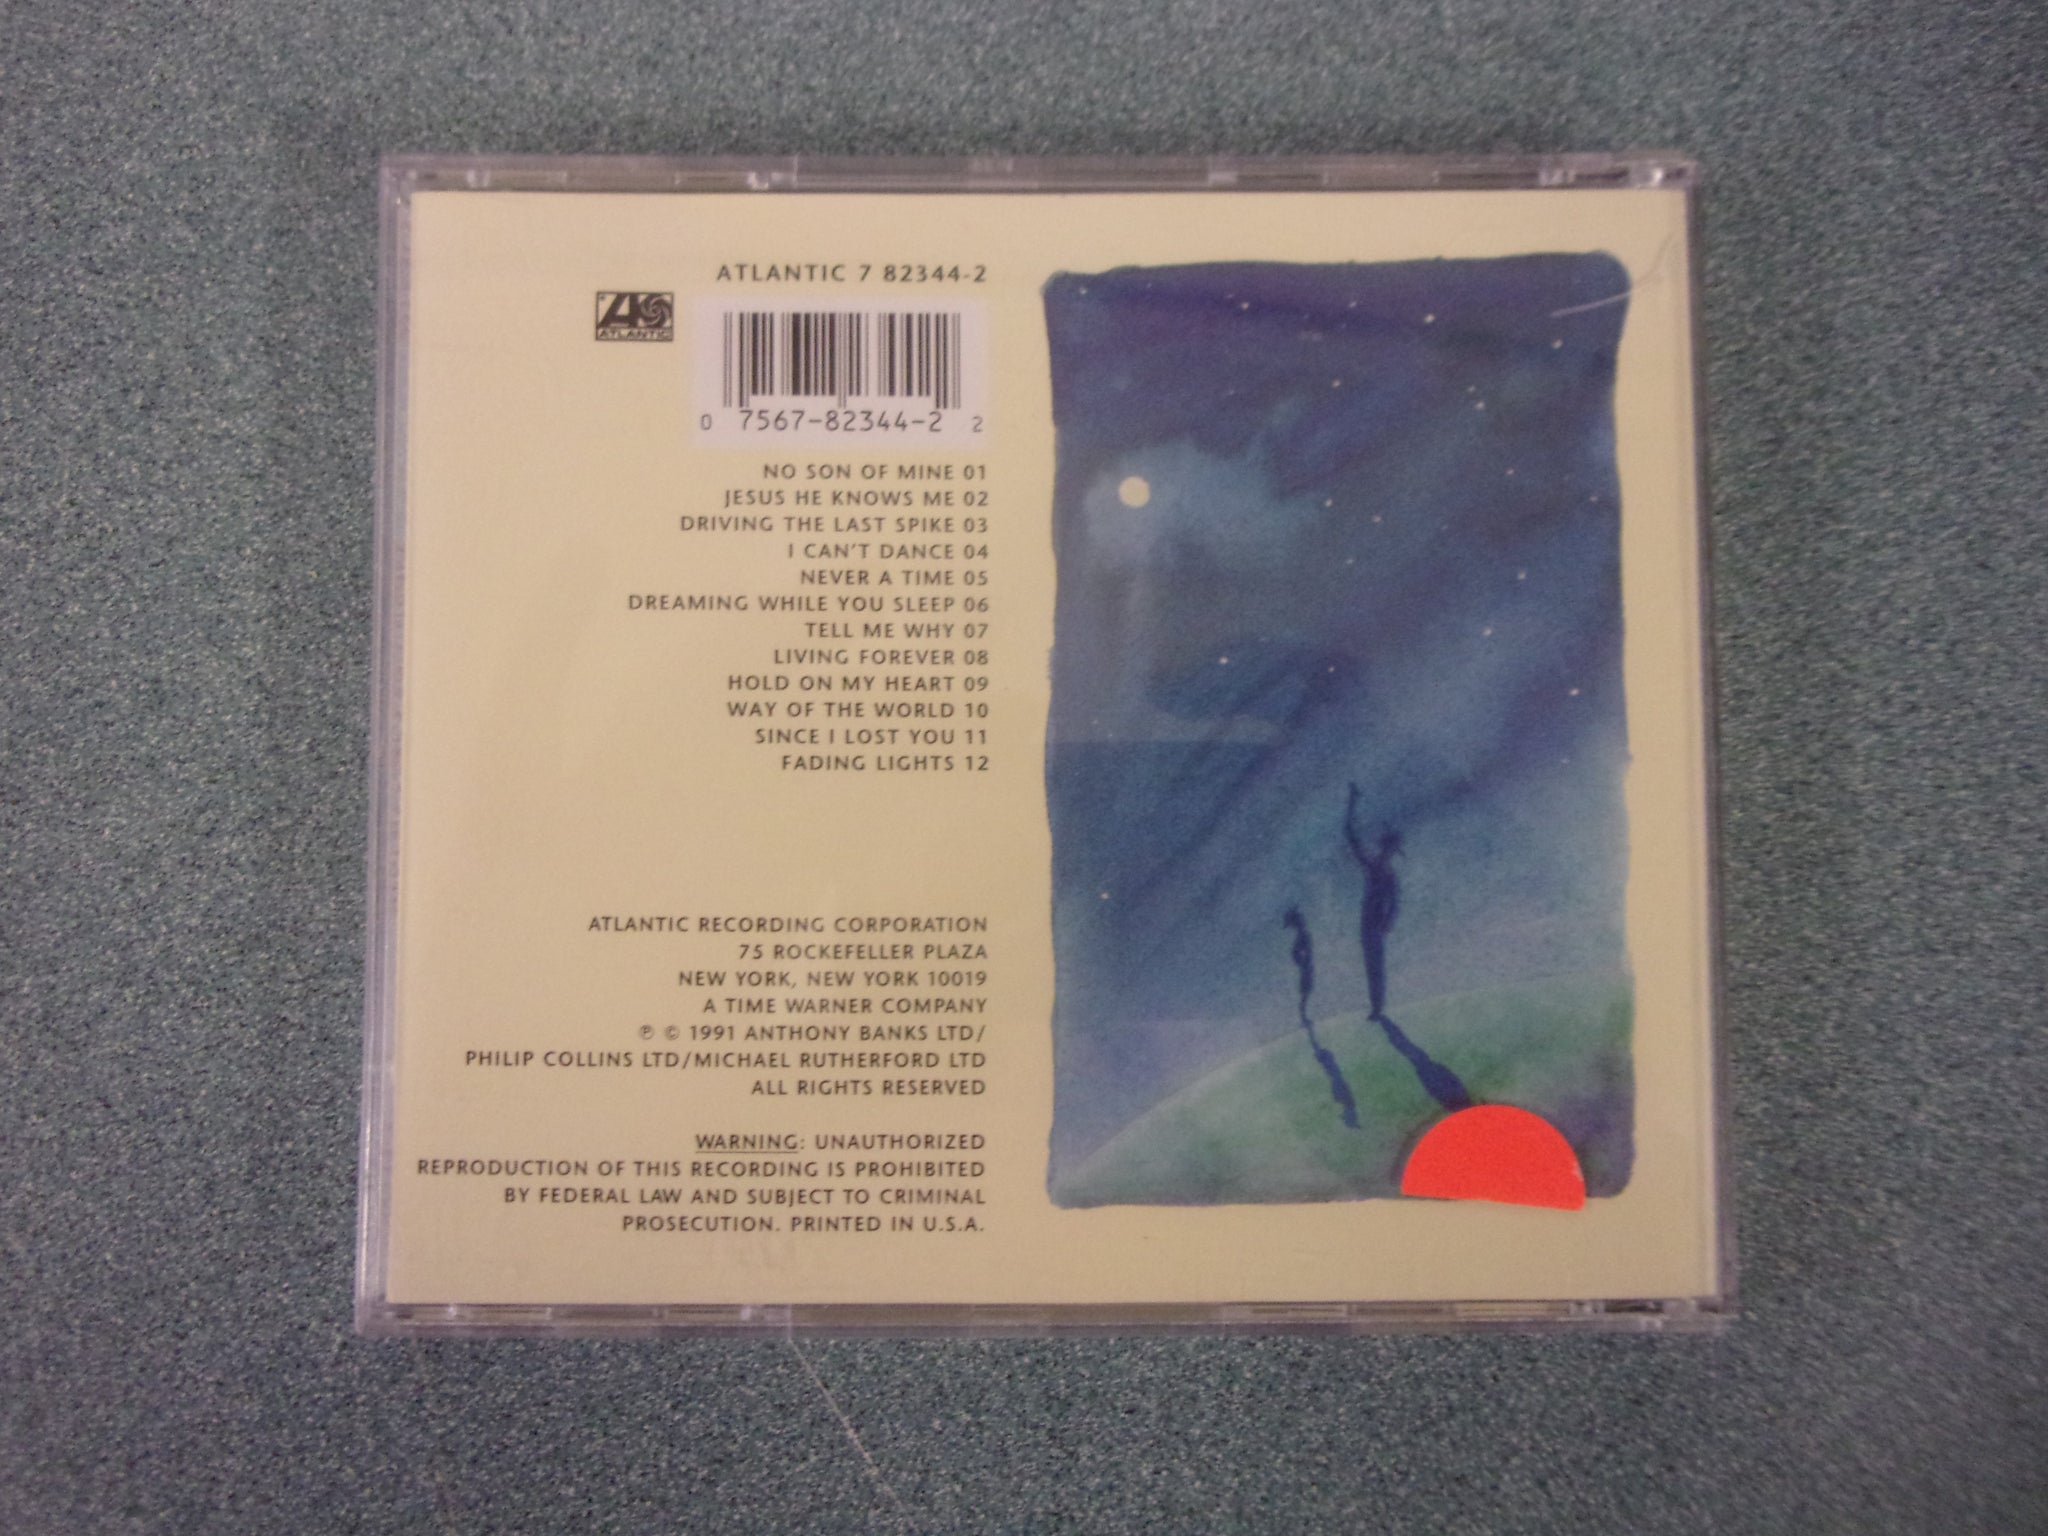 ATLANTIC 7 82344-2
ATLANTIC
0 7567-82344-2 2
NO SON OF MINE 01
JESUS HE KNOWS ME 02
DRIVING THE LAST SPIKE 03
I CAN'T DANCE 04
NEVER A TIME 05
DREAMING WHILE YOU SLEEP 06
TELL ME WHY 07
LIVING FOREVER 08
HOLD ON MY HEART 09
WAY OF THE WORLD 10
SINCE I LOST YOU 11
FADING LIGHTS 12
ATLANTIC RECORDING CORPORATION
75 ROCKEFELLER PLAZA
NEW YORK, NEW YORK 10019
A TIME WARNER COMPANY
℗ © 1991 ANTHONY BANKS LTD/
PHILIP COLLINS LTD/MICHAEL RUTHERFORD LTD
ALL RIGHTS RESERVED
WARNING: UNAUTHORIZED
REPRODUCTION OF THIS RECORDING IS PROHIBITED
BY FEDERAL LAW AND SUBJECT TO CRIMINAL
PROSECUTION. PRINTED IN U.S.A.